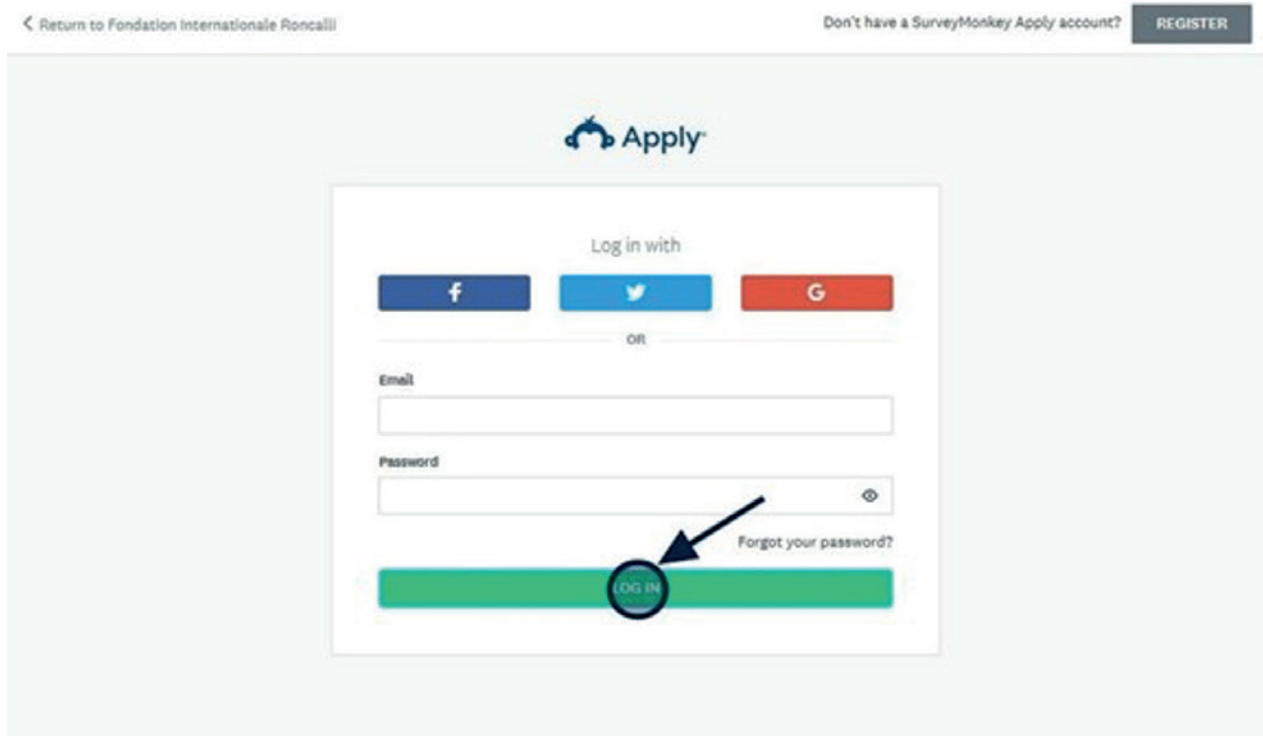 Return to Fondation Internationale Roncalli
Don't have a SurveyMonkey Apply account?
REGISTER
Apply
Log in with
f
G
OR
Email
Password
Forgot your password?
LOG IN